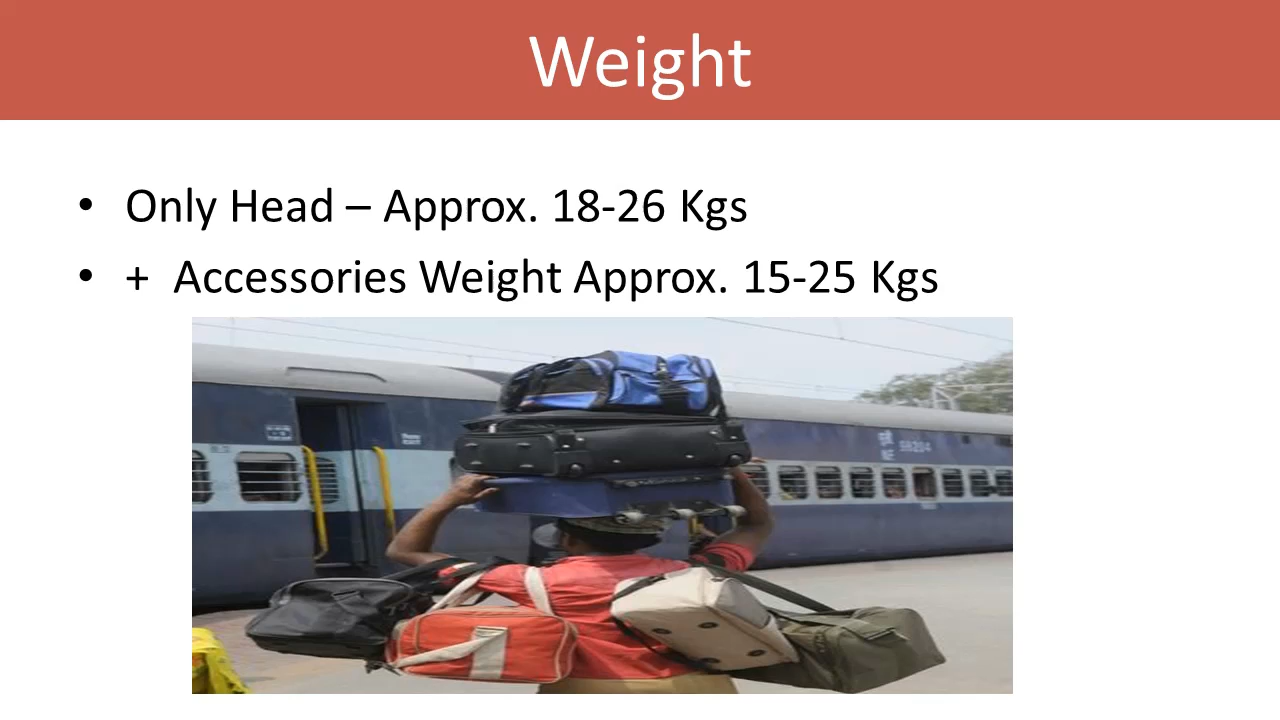 Weight
• Only Head – Approx. 18-26 Kgs
• + Accessories Weight Approx. 15-25 Kgs